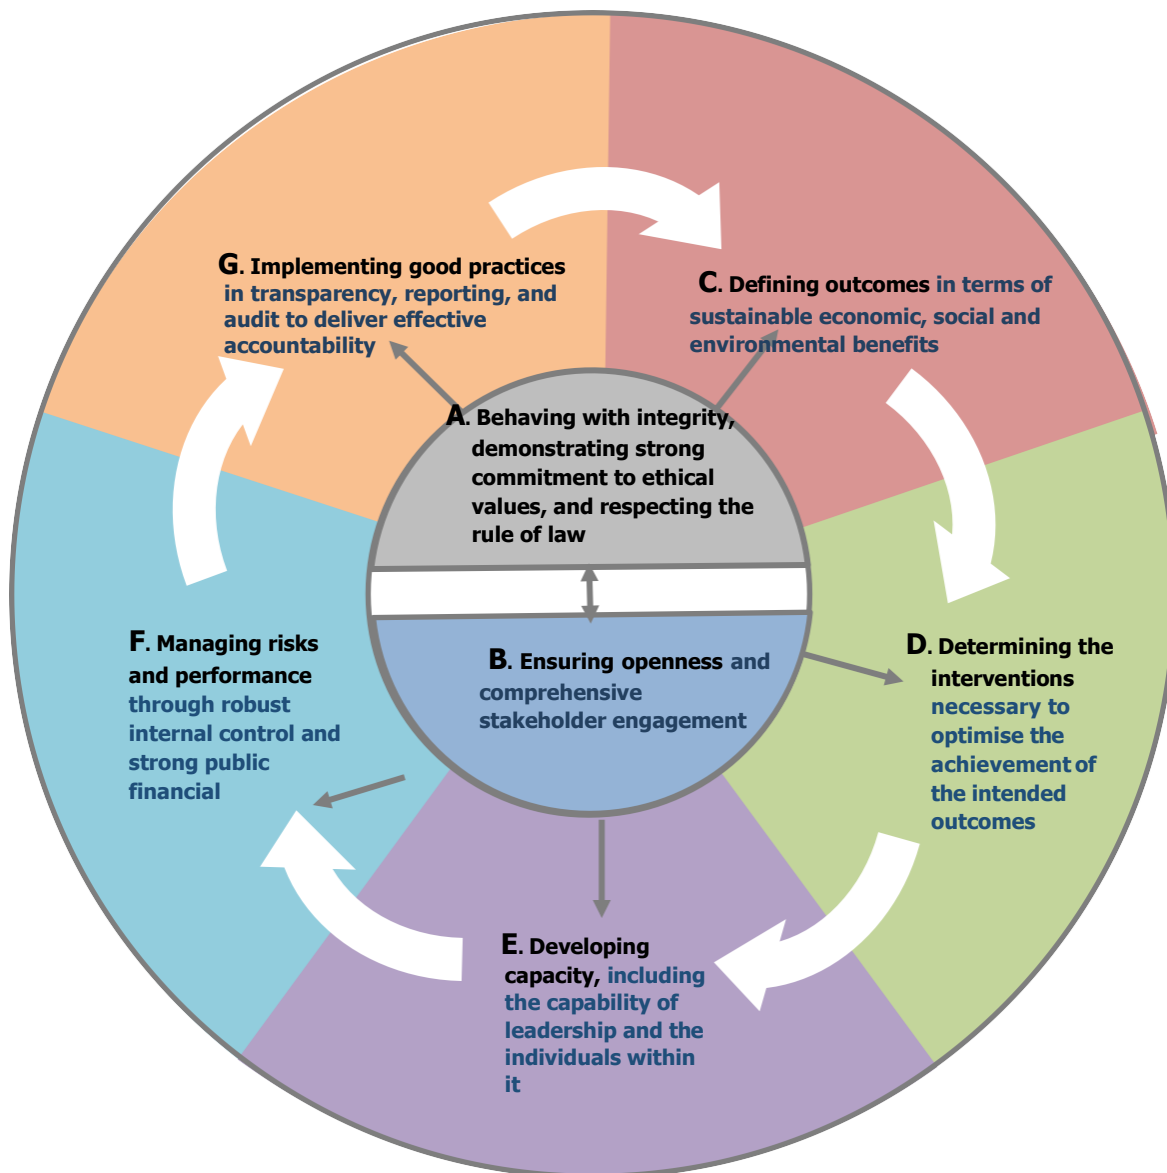 G. Implementing good practices
in transparency, reporting, and
audit to deliver effective
accountability
C. Defining outcomes in terms of
sustainable economic, social and
environmental benefits
A. Behaving with integrity,
demonstrating strong
commitment to ethical
values, and respecting the
rule of law
B. Ensuring openness and
comprehensive
stakeholder engagement
D. Determining the
interventions
necessary to
optimise the
achievement of
the intended
outcomes
E. Developing
capacity, including
the capability of
leadership and the
individuals within
it
F. Managing risks
and performance
through robust
internal control and
strong public
financial